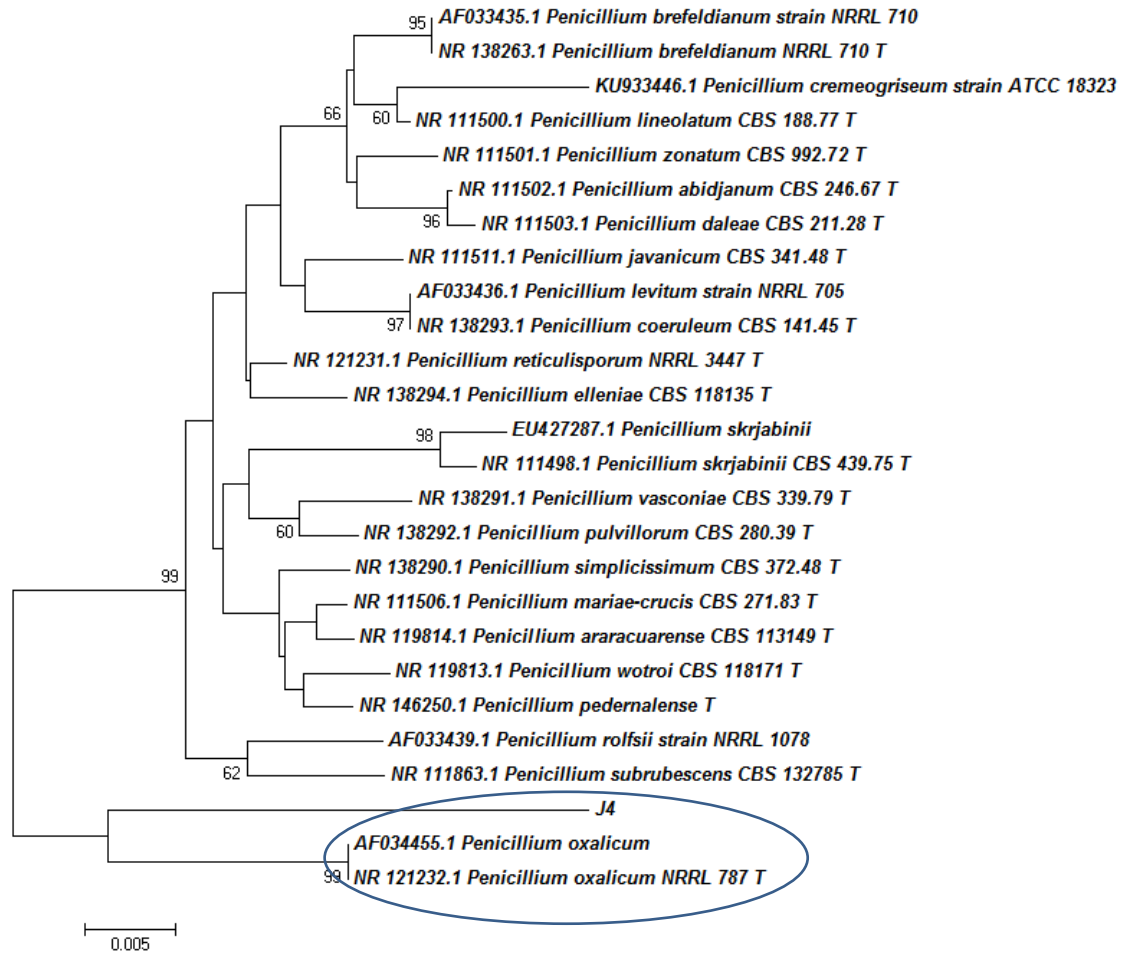 95
AF033435.1 Penicillium brefeldianum strain NRRL 710
NR 138263.1 Penicillium brefeldianum NRRL 710 T
KU933446.1 Penicillium cremeogriseum strain ATCC 18323
66
60
NR 111500.1 Penicillium lineolatum CBS 188.77 T
NR 111501.1 Penicillium zonatum CBS 992.72 T
NR 111502.1 Penicillium abidjanum CBS 246.67 T
96
NR 111503.1 Penicillium daleae CBS 211.28 T
NR 111511.1 Penicillium javanicum CBS 341.48 T
AF033436.1 Penicillium levitum strain NRRL 705
97
NR 138293.1 Penicillium coeruleum CBS 141.45 T
NR 121231.1 Penicillium reticulisporum NRRL 3447 T
NR 138294.1 Penicillium elleniae CBS 118135 T
EU427287.1 Penicillium skrjabinii
98
NR 111498.1 Penicillium skrjabinii CBS 439.75 T
NR 138291.1 Penicillium vasconiae CBS 339.79 T
60
NR 138292.1 Penicillium pulvillorum CBS 280.39 T
NR 138290.1 Penicillium simplicissimum CBS 372.48 T
99
NR 111506.1 Penicillium mariae-crucis CBS 271.83 T
NR 119814.1 Penicillium araracuarense CBS 113149 T
NR 119813.1 Penicillium wotroi CBS 118171 T
NR 146250.1 Penicillium pedernalense T
AF033439.1 Penicillium rolfsii strain NRRL 1078
62
NR 111863.1 Penicillium subrubescens CBS 132785 T
J4
AF034455.1 Penicillium oxalicum
99
NR 121232.1 Penicillium oxalicum NRRL 787 T
0.005